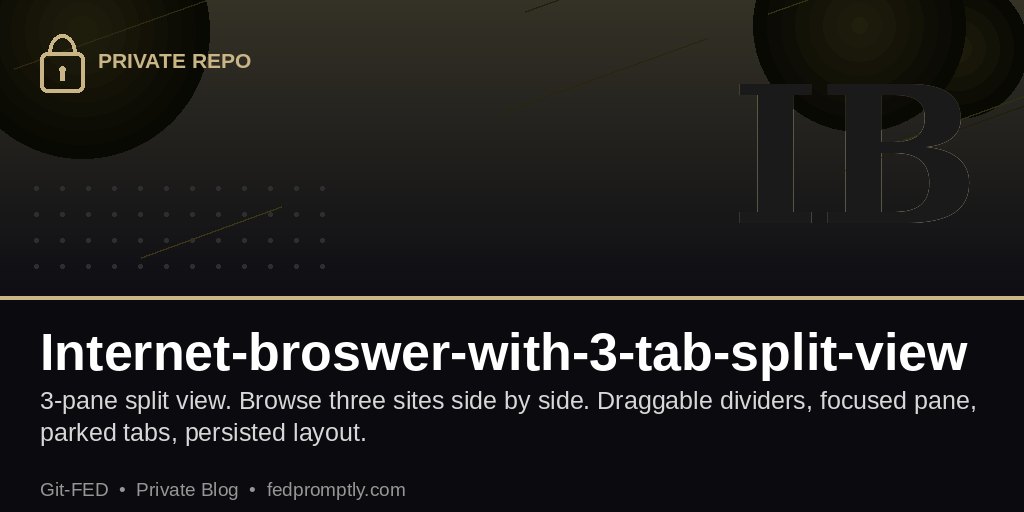 PRIVATE REPO
IB
Internet-broswer-with-3-tab-split-view
3-pane split view. Browse three sites side by side. Draggable dividers, focused pane,
parked tabs, persisted layout.
Git-FED • Private Blog • fedpromptly.com